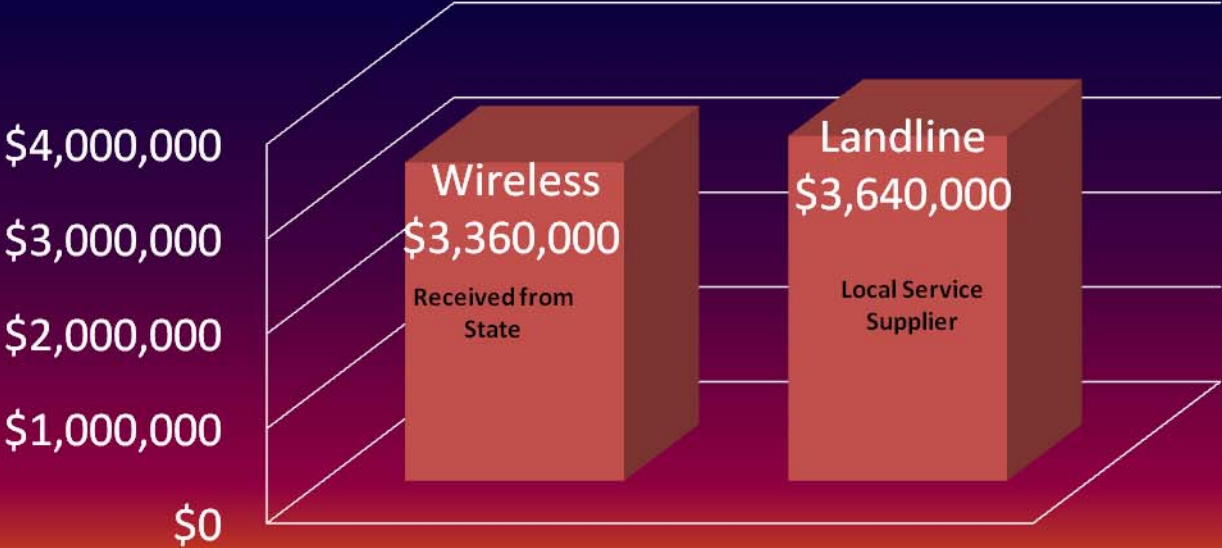 $4,000,000
$3,000,000
$2,000,000
$1,000,000
$0
Wireless
$3,360,000
Received from
State
Landline
$3,640,000
Local Service
Supplier